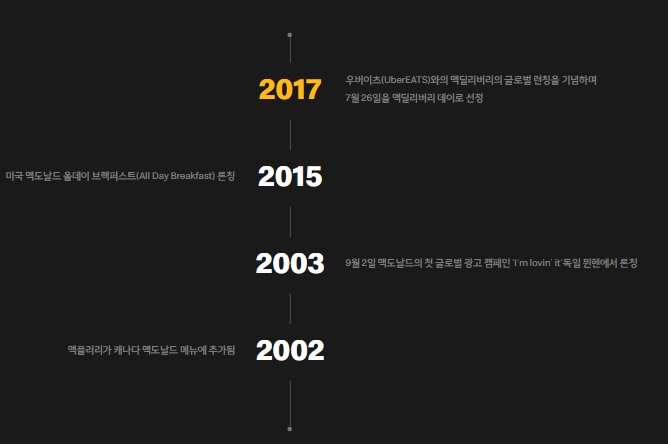 2017
우버이츠(UberEATS)와의 맥딜리버리의 글로벌 런칭을 기념하며
7월 26일을 맥딜리버리 데이로 선정
미국 맥도날드 올데이 브렉퍼스트(All Day Breakfast) 론칭
2015
2003
9월 2일 맥도날드의 첫 글로벌 광고 캠페인 'I'm lovin' it' 독일 뮌헨에서 론칭
맥플러리가 캐나다 맥도날드 메뉴에 추가됨
2002